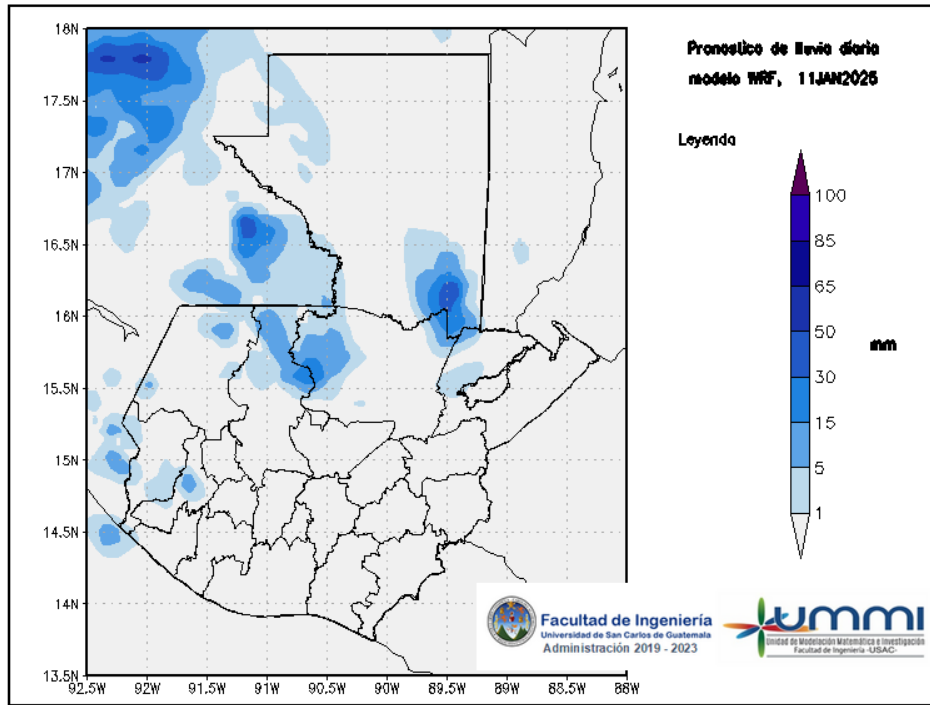 Pronostico de lluvia diaria
modelo WRF, 11JAN2025
Leyenda
100
85
65
50
30
15
5
1
mm
18N
17.5N
17N
16.5N
16N
15.5N
15N
14.5N
14N
13.5N
92.5W
92W
91.5W
91W
90.5W
90W
89.5W
89W
88.5W
88W
Facultad de Ingeniería
Universidad de San Carlos de Guatemala
Administración 2019 - 2023
UMMI
Unidad de Modelación Matemática e Investigación
Facultad de Ingeniería -USAC-